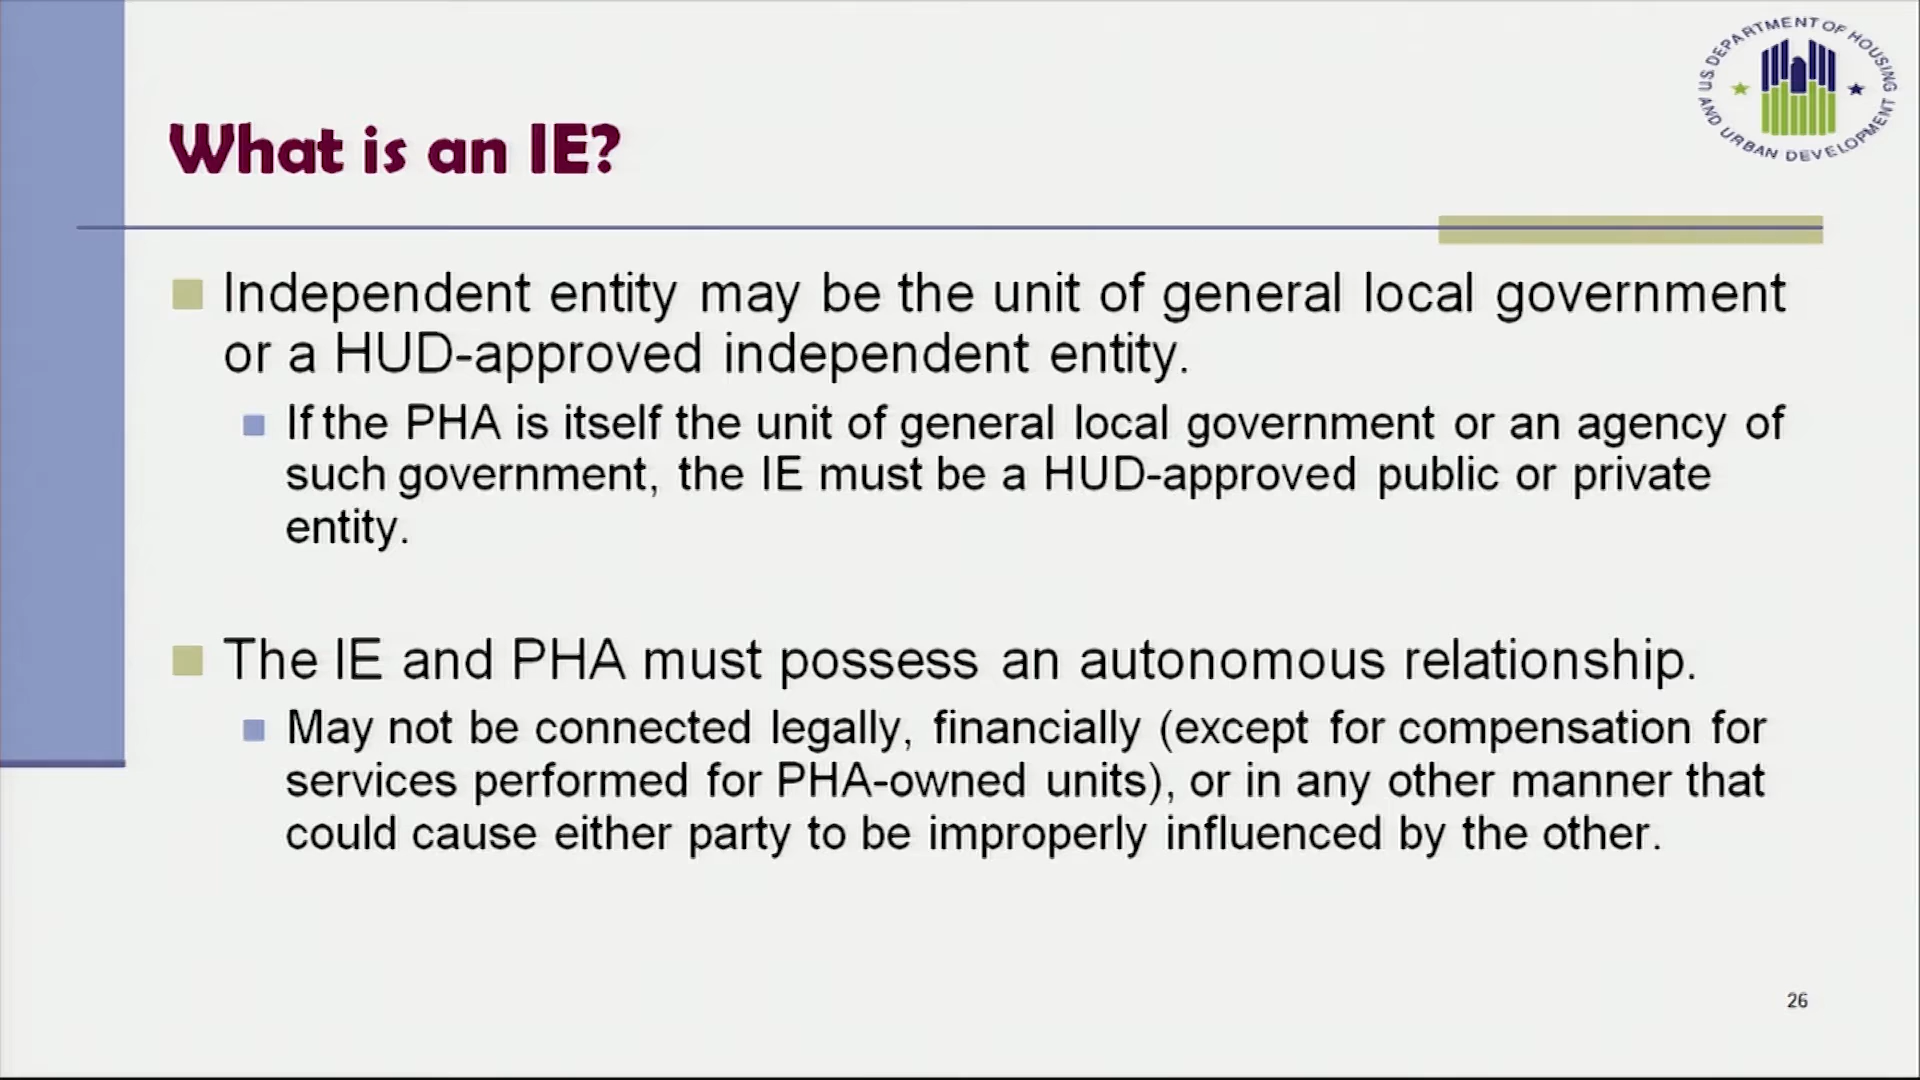 US DEPARTMENT OF HOUSING
AND URBAN DEVELOPMENT
What is an IE?
Independent entity may be the unit of general local government
or a HUD-approved independent entity.
If the PHA is itself the unit of general local government or an agency of
such government, the IE must be a HUD-approved public or private
entity.
The IE and PHA must possess an autonomous relationship.
May not be connected legally, financially (except for compensation for
services performed for PHA-owned units), or in any other manner that
could cause either party to be improperly influenced by the other.
26